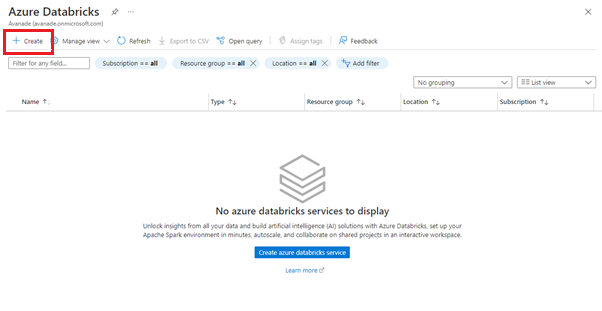 Azure Databricks
Avanade (avanade.onmicrosoft.com)
+ Create Manage view Refresh Export to CSV Open query Assign tags Feedback
Filter for any field... Subscription == all Resource group == all Location == all Add filter
No grouping List view
Name Type Resource group Location Subscription
No azure databricks services to display
Unlock insights from all your data and build artificial intelligence (AI) solutions with Azure Databricks, set up your
Apache Spark environment in minutes, autoscale, and collaborate on shared projects in an interactive workspace.
Create azure databricks service
Learn more